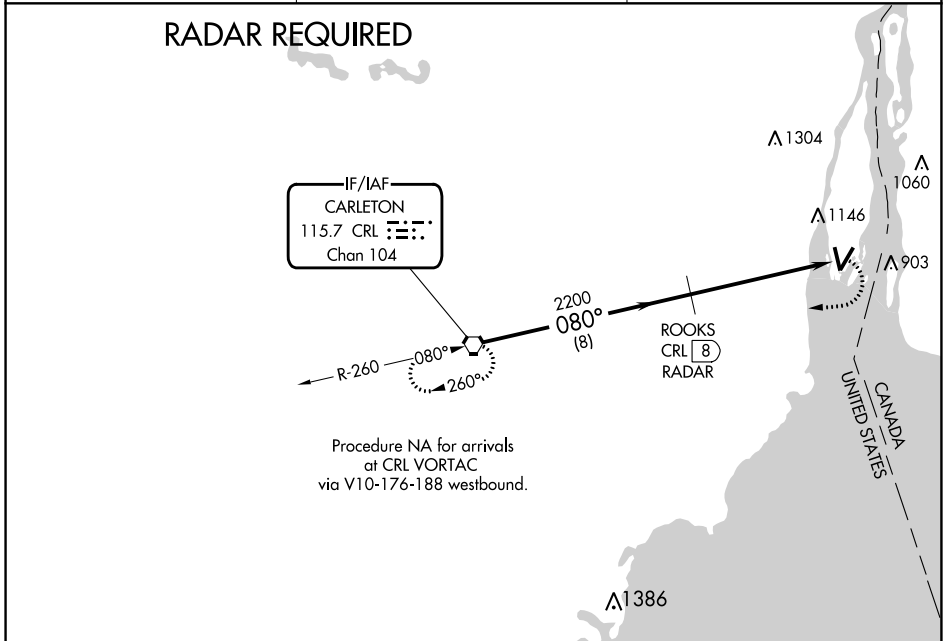 RADAR REQUIRED
1304
1060
IF/IAF
CARLETON
115.7 CRL
Chan 104
1146
903
2200
080°
(8)
ROOKS
CRL 8
RADAR
R-260
080°
260°
CANADA
UNITED STATES
Procedure NA for arrivals
at CRL VORTAC
via V10-176-188 westbound.
1386
V